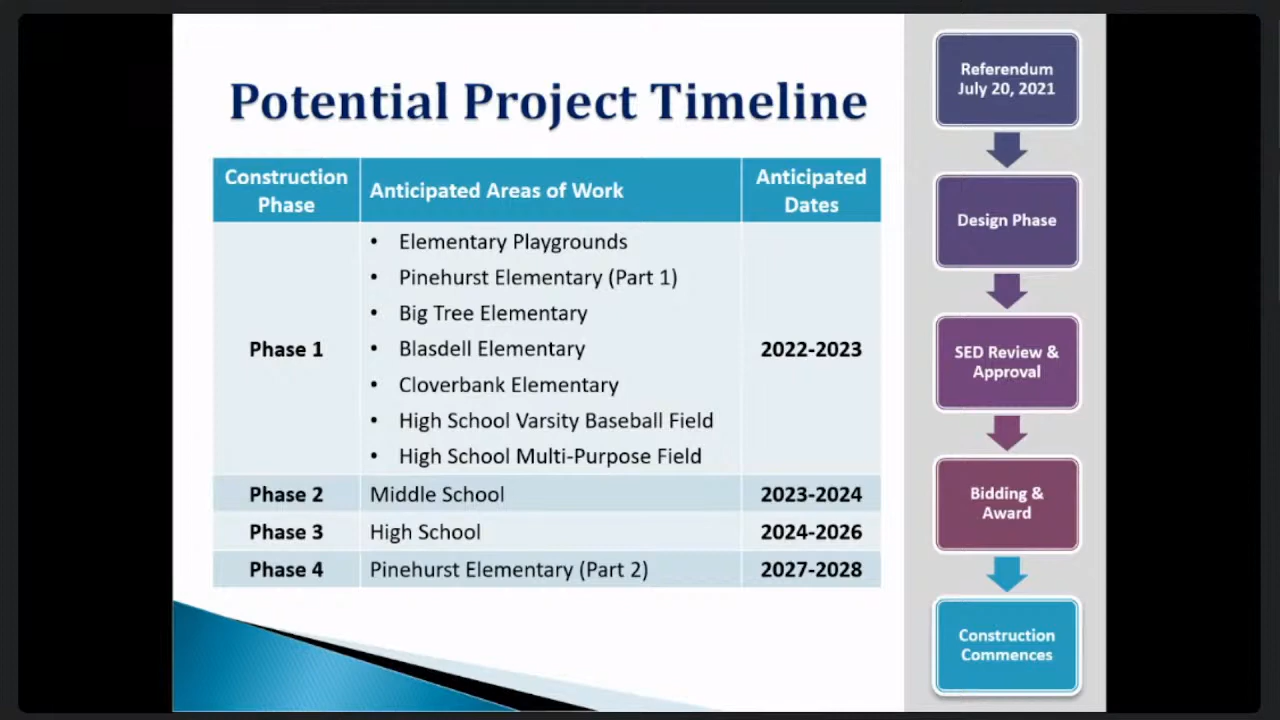 Potential Project Timeline
Construction
Phase
Anticipated Areas of Work
Anticipated
Dates
Phase 1
• Elementary Playgrounds
• Pinehurst Elementary (Part 1)
• Big Tree Elementary
• Blasdell Elementary
• Cloverbank Elementary
• High School Varsity Baseball Field
• High School Multi-Purpose Field
2022-2023
Phase 2
Middle School
2023-2024
Phase 3
High School
2024-2026
Phase 4
Pinehurst Elementary (Part 2)
2027-2028
Referendum
July 20, 2021
Design Phase
SED Review &
Approval
Bidding &
Award
Construction
Commences